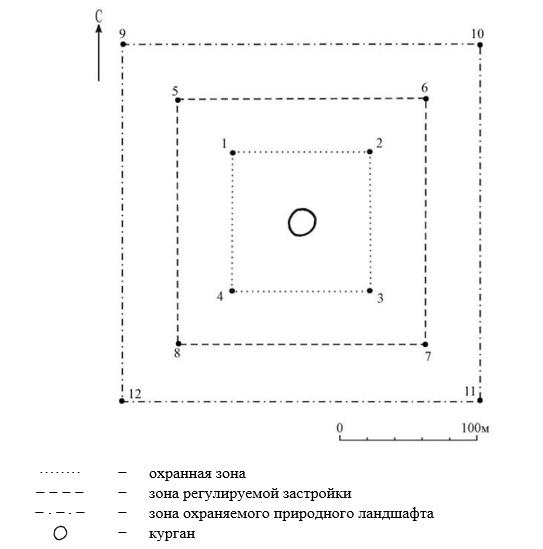 С
9 10
5 6
1 2
4 3
8 7
12 11
0 100м
– охранная зона
– зона регулируемой застройки
– зона охраняемого природного ландшафта
– курган